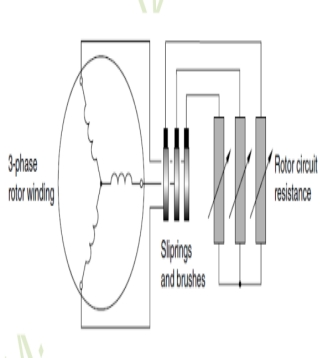 3-phase
rotor winding
Sliprings
and brushes
Rotor circuit
resistance